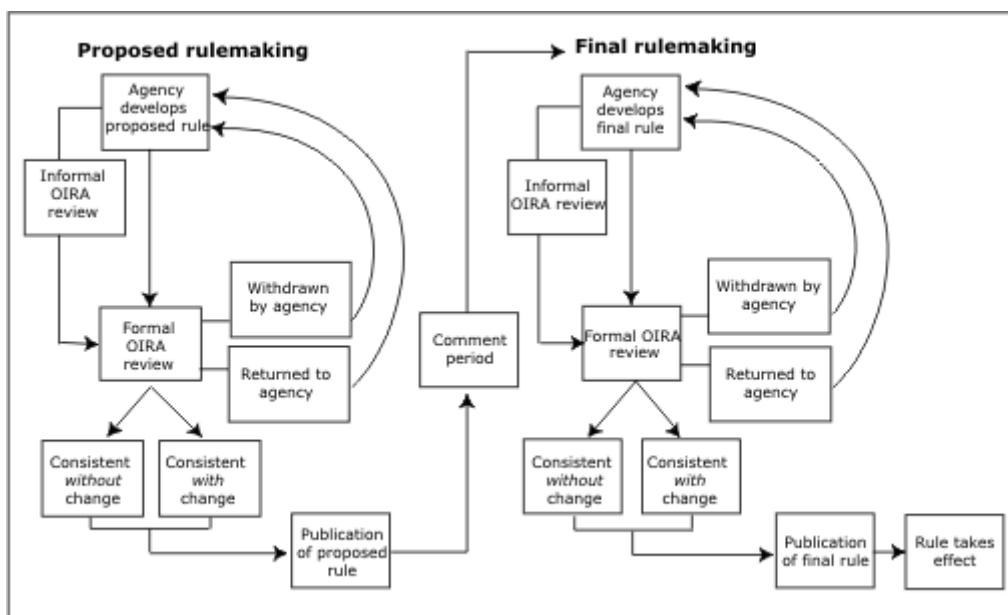 Proposed rulemaking
Agency
develops
proposed rule
Informal
OIRA
review
Withdrawn
by agency
Formal
OIRA
review
Returned to
agency
Consistent
without
change
Consistent
with
change
Publication
of proposed
rule
Comment
period
Final rulemaking
Agency
develops
final rule
Informal
OIRA review
Withdrawn by
agency
Formal OIRA
review
Returned to
agency
Consistent
without
change
Consistent
with
change
Publication
of final rule
Rule takes
effect